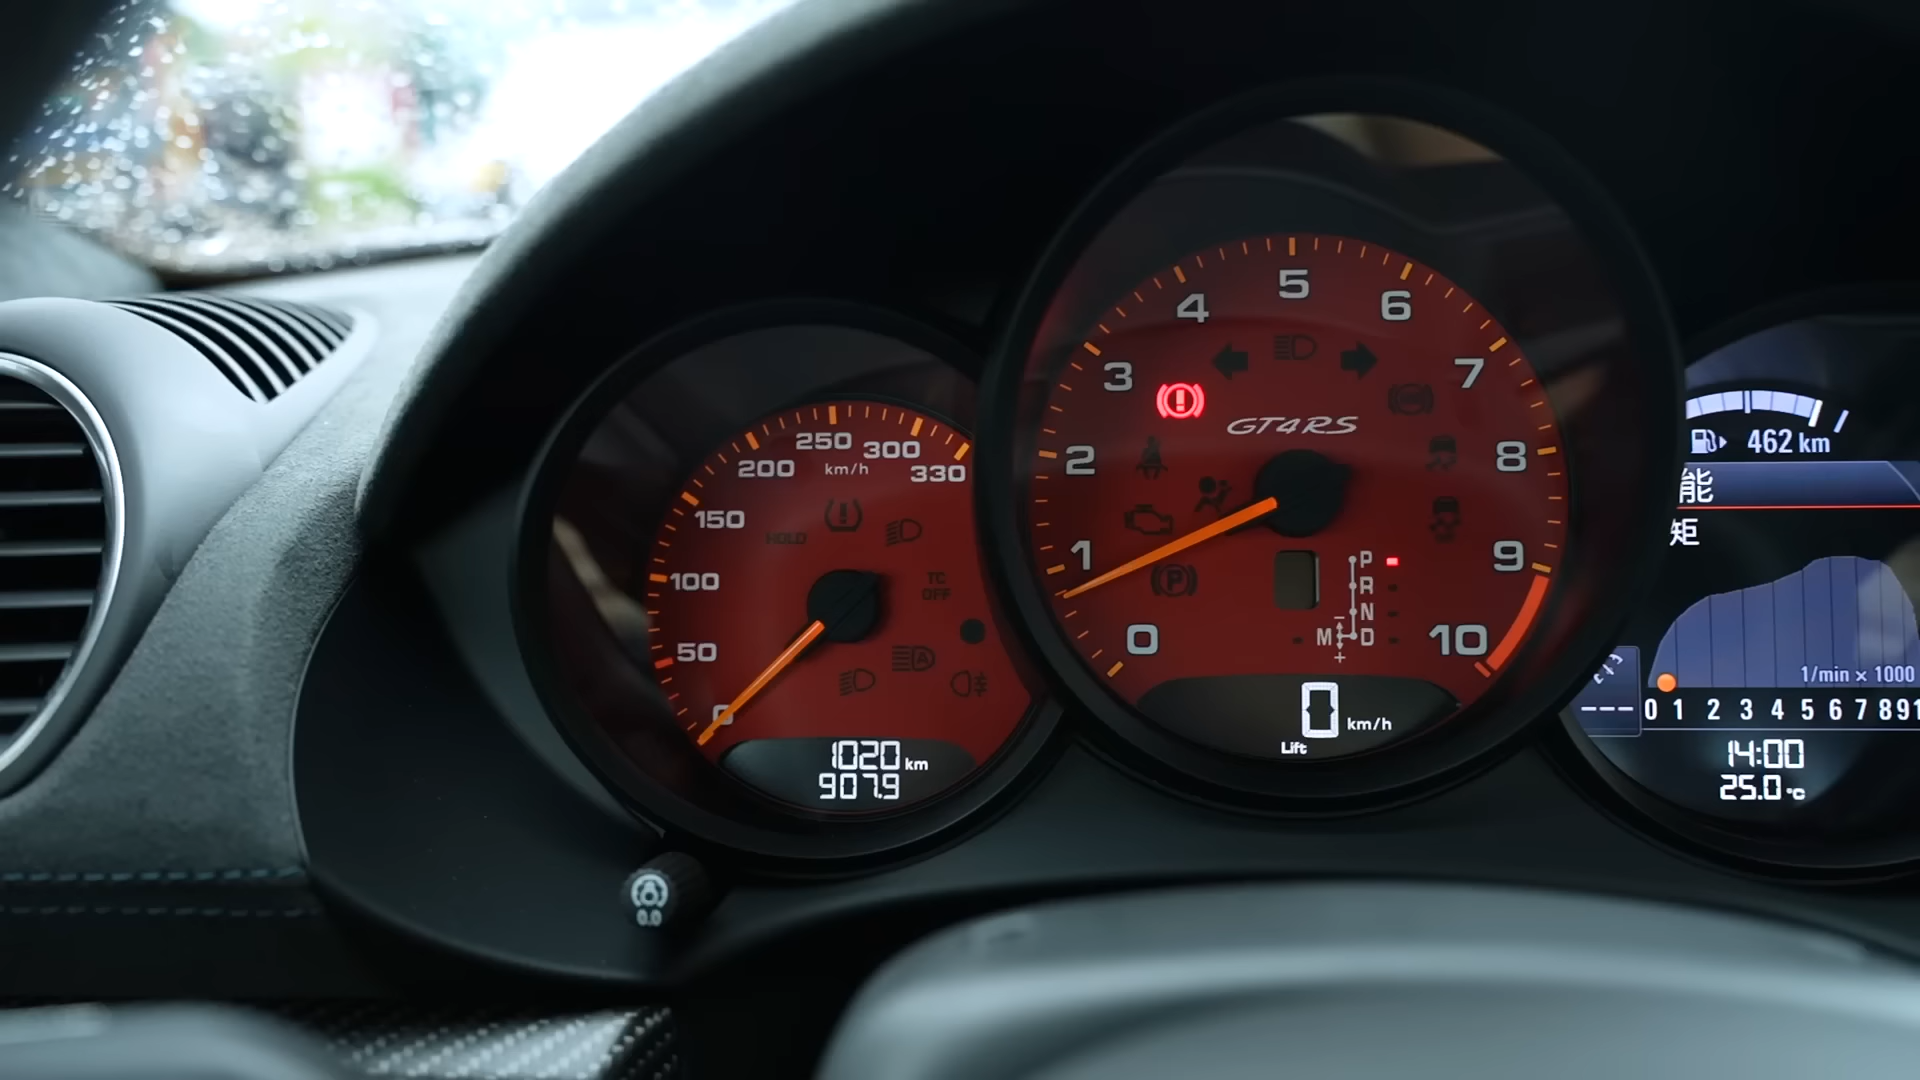 250
300
200
km/h
330
150
HOLD
100
TC
OFF
50
0
1020 km
907.9
0.0
5
4
6
3
7
GT4RS
2
8
1
9
P
R
N
M D
-
+
0
10
0 km/h
Lift
462 km
能
矩
1/min × 1000
---
0 1 2 3 4 5 6 7 8 9 1
14:00
25.0 °C